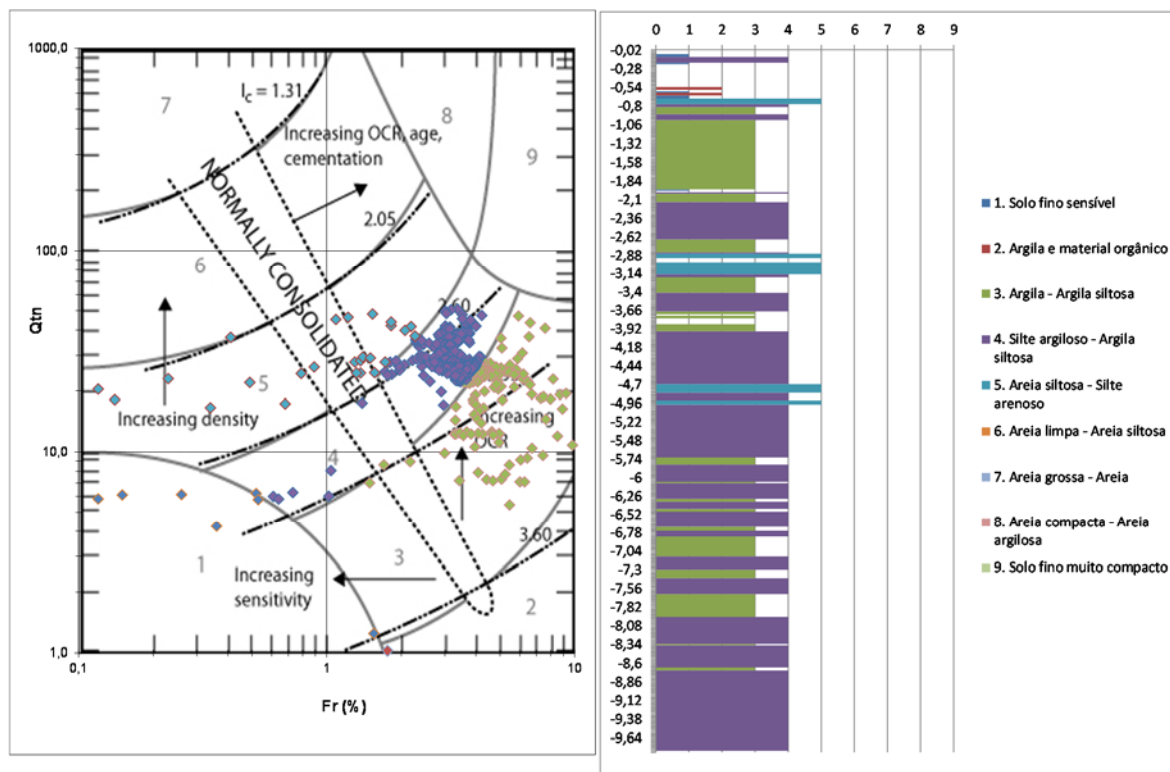 1000,0
100,0
10,0
1,0
Qtn
0,1
1
10
Fr (%)
7
I c = 1.31
8
9
Increasing OCR, age,
cementation
NORMALLY CONSOLIDATED
2.05
6
2.60
5
Increasing density
Increasing
OCR
4
3.60
1
3
Increasing
sensitivity
2
0 1 2 3 4 5 6 7 8 9
-0,02
-0,28
-0,54
-0,8
-1,06
-1,32
-1,58
-1,84
-2,1
-2,36
-2,62
-2,88
-3,14
-3,4
-3,66
-3,92
-4,18
-4,44
-4,7
-4,96
-5,22
-5,48
-5,74
-6
-6,26
-6,52
-6,78
-7,04
-7,3
-7,56
-7,82
-8,08
-8,34
-8,6
-8,86
-9,12
-9,38
-9,64
1. Solo fino sensível
2. Argila e material orgânico
3. Argila - Argila siltosa
4. Silte argiloso - Argila
siltosa
5. Areia siltosa - Silte
arenoso
6. Areia limpa - Areia siltosa
7. Areia grossa - Areia
8. Areia compacta - Areia
argilosa
9. Solo fino muito compacto